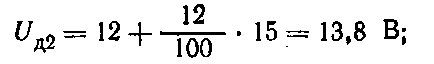 U_д2 = 12 + 12/100 · 15 = 13,8 В;